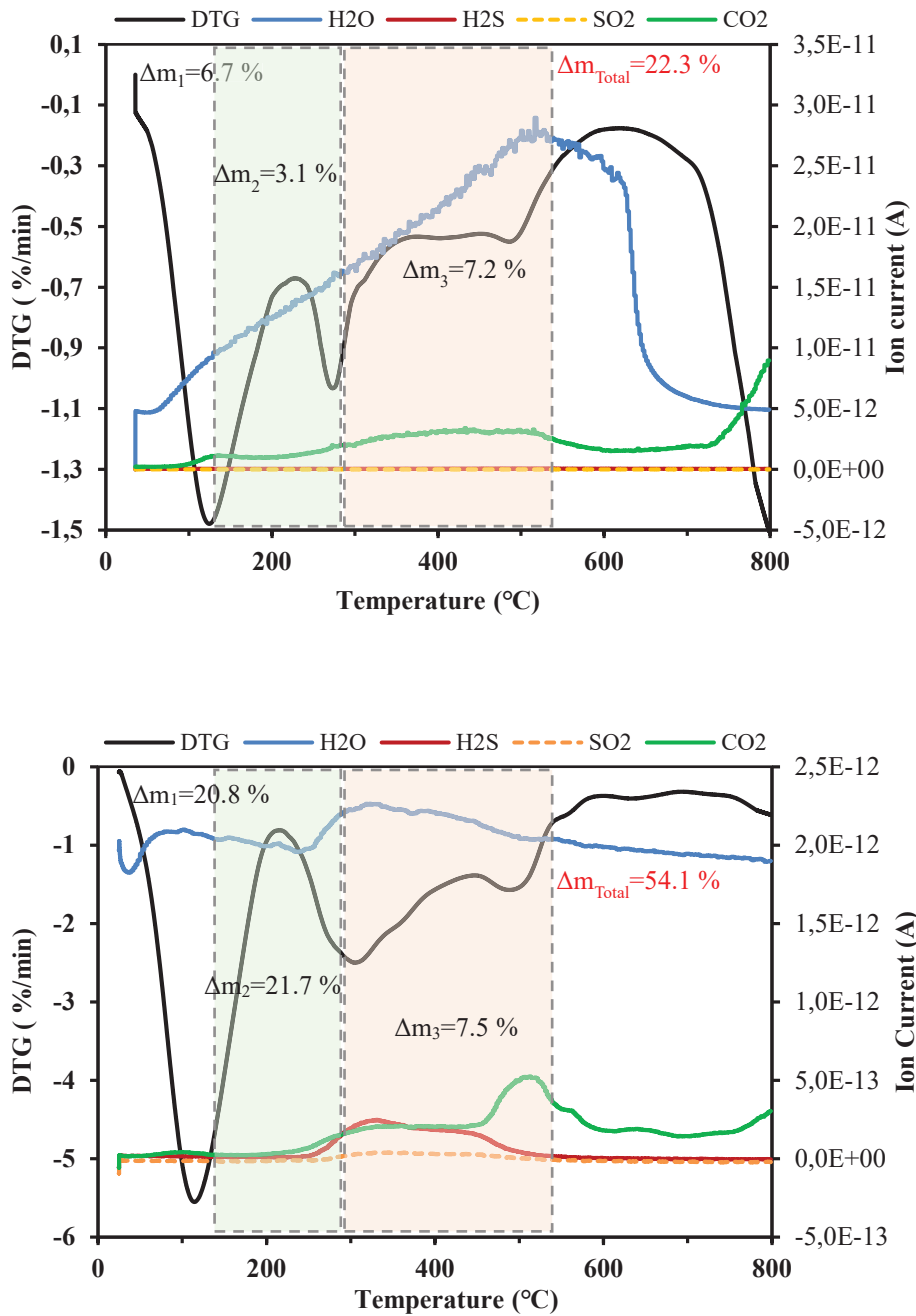 DTG H2O H2S SO2 CO2
0,1 3,5E-11
Δm1=6.7 % ΔmTotal=22.3 %
-0,1 3,0E-11
Δm2=3.1 %
-0,3 2,5E-11
-0,5 2,0E-11
Δm3=7.2 %
-0,7 1,5E-11
-0,9 1,0E-11
-1,1 5,0E-12
-1,3 0,0E+00
-1,5 -5,0E-12
DTG ( %/min)
Ion current (A)
0 200 400 600 800
Temperature (°C)
DTG H2O H2S SO2 CO2
0 2,5E-12
Δm1=20.8 %
-1 2,0E-12
ΔmTotal=54.1 %
-2 1,5E-12
Δm2=21.7 %
-3 1,0E-12
Δm3=7.5 %
-4 5,0E-13
-5 0,0E+00
-6 -5,0E-13
DTG ( %/min)
Ion Current (A)
0 200 400 600 800
Temperature (°C)